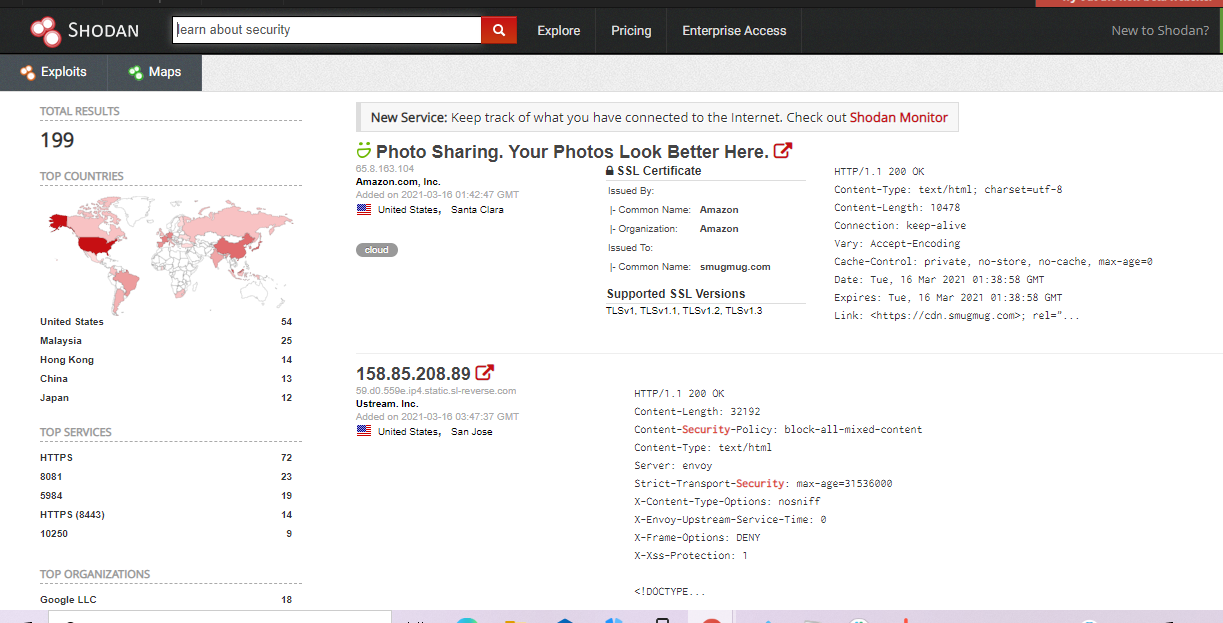 SHODAN
learn about security
Explore
Pricing
Enterprise Access
New to Shodan?
Exploits
Maps
TOTAL RESULTS
199
TOP COUNTRIES
United States 54
Malaysia 25
Hong Kong 14
China 13
Japan 12
TOP SERVICES
HTTPS 72
8081 23
5984 19
HTTPS (8443) 14
10250 9
TOP ORGANIZATIONS
Google LLC 18
New Service: Keep track of what you have connected to the Internet. Check out Shodan Monitor
Photo Sharing. Your Photos Look Better Here.
65.8.163.104
Amazon.com, Inc.
Added on 2021-03-16 01:42:47 GMT
United States, Santa Clara
cloud
SSL Certificate
Issued By:
|- Common Name: Amazon
|- Organization: Amazon
Issued To:
|- Common Name: smugmug.com
Supported SSL Versions
TLSv1, TLSv1.1, TLSv1.2, TLSv1.3
HTTP/1.1 200 OK
Content-Type: text/html; charset=utf-8
Content-Length: 10478
Connection: keep-alive
Vary: Accept-Encoding
Cache-Control: private, no-store, no-cache, max-age=0
Date: Tue, 16 Mar 2021 01:38:58 GMT
Expires: Tue, 16 Mar 2021 01:38:58 GMT
Link: <https://cdn.smugmug.com>; rel="...
158.85.208.89
59.d0.559e.ip4.static.sl-reverse.com
Ustream. Inc.
Added on 2021-03-16 03:47:37 GMT
United States, San Jose
HTTP/1.1 200 OK
Content-Length: 32192
Content-Security-Policy: block-all-mixed-content
Content-Type: text/html
Server: envoy
Strict-Transport-Security: max-age=31536000
X-Content-Type-Options: nosniff
X-Envoy-Upstream-Service-Time: 0
X-Frame-Options: DENY
X-Xss-Protection: 1
<!DOCTYPE...